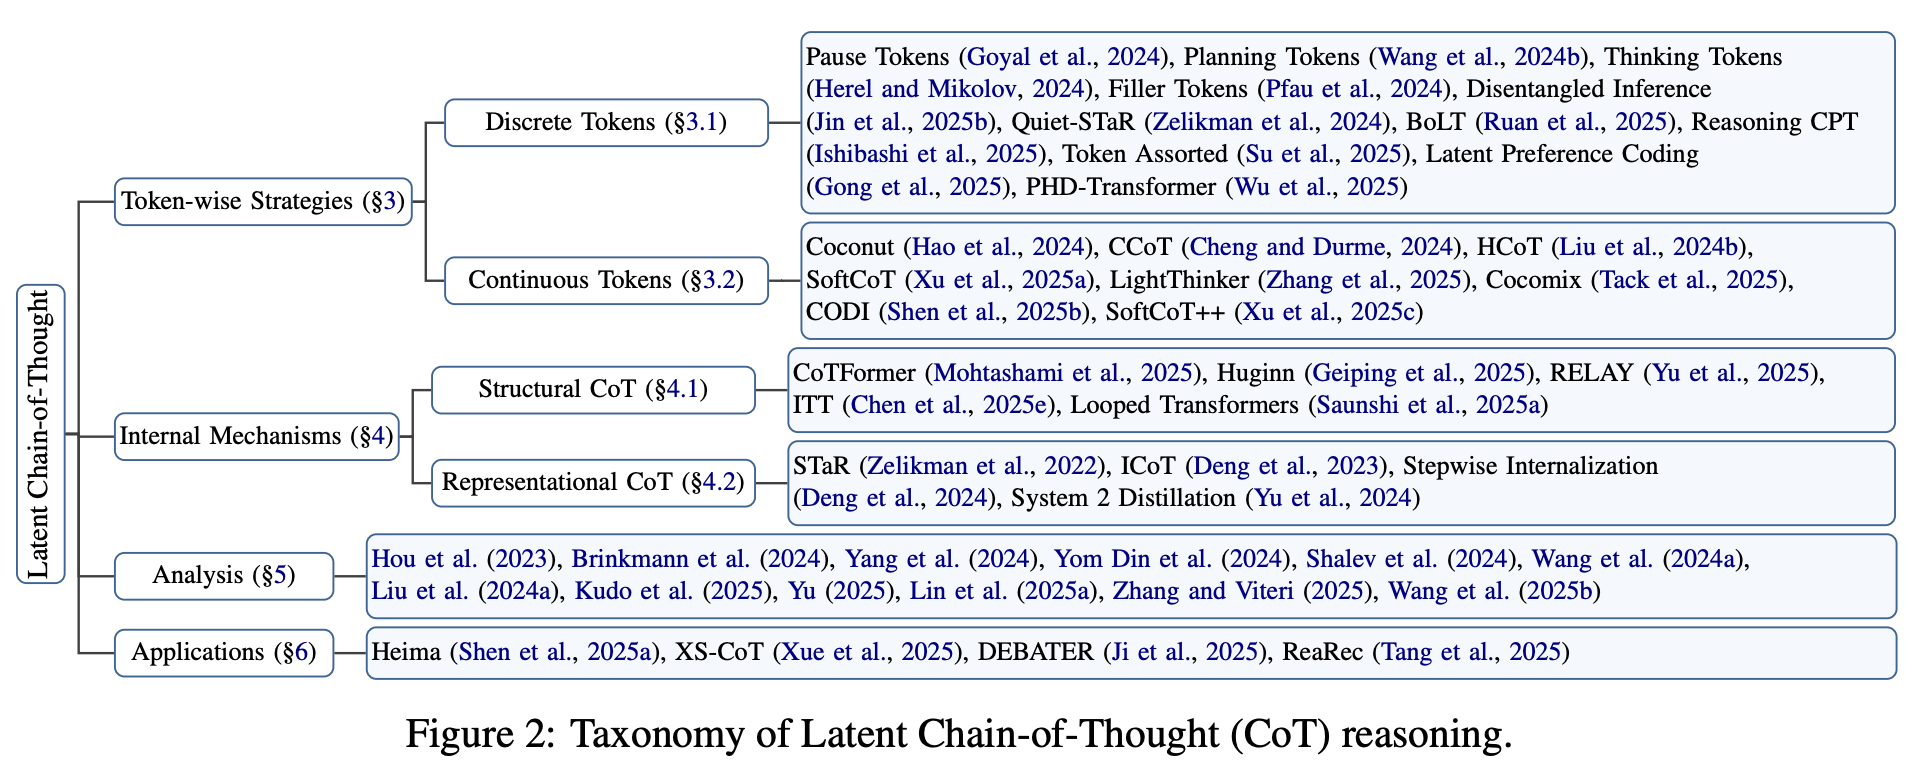 Latent Chain-of-Thought
Token-wise Strategies (§3)
Discrete Tokens (§3.1)
Pause Tokens (Goyal et al., 2024), Planning Tokens (Wang et al., 2024b), Thinking Tokens
(Herel and Mikolov, 2024), Filler Tokens (Pfau et al., 2024), Disentangled Inference
(Jin et al., 2025b), Quiet-STaR (Zelikman et al., 2024), BoLT (Ruan et al., 2025), Reasoning CPT
(Ishibashi et al., 2025), Token Assorted (Su et al., 2025), Latent Preference Coding
(Gong et al., 2025), PHD-Transformer (Wu et al., 2025)
Continuous Tokens (§3.2)
Coconut (Hao et al., 2024), CCoT (Cheng and Durme, 2024), HCoT (Liu et al., 2024b),
SoftCoT (Xu et al., 2025a), LightThinker (Zhang et al., 2025), Cocomix (Tack et al., 2025),
CODI (Shen et al., 2025b), SoftCoT++ (Xu et al., 2025c)
Internal Mechanisms (§4)
Structural CoT (§4.1)
CoTFormer (Mohtashami et al., 2025), Huginn (Geiping et al., 2025), RELAY (Yu et al., 2025),
ITT (Chen et al., 2025e), Looped Transformers (Saunshi et al., 2025a)
Representational CoT (§4.2)
STaR (Zelikman et al., 2022), ICoT (Deng et al., 2023), Stepwise Internalization
(Deng et al., 2024), System 2 Distillation (Yu et al., 2024)
Analysis (§5)
Hou et al. (2023), Brinkmann et al. (2024), Yang et al. (2024), Yom Din et al. (2024), Shalev et al. (2024), Wang et al. (2024a),
Liu et al. (2024a), Kudo et al. (2025), Yu (2025), Lin et al. (2025a), Zhang and Viteri (2025), Wang et al. (2025b)
Applications (§6)
Heima (Shen et al., 2025a), XS-CoT (Xue et al., 2025), DEBATER (Ji et al., 2025), ReaRec (Tang et al., 2025)
Figure 2: Taxonomy of Latent Chain-of-Thought (CoT) reasoning.